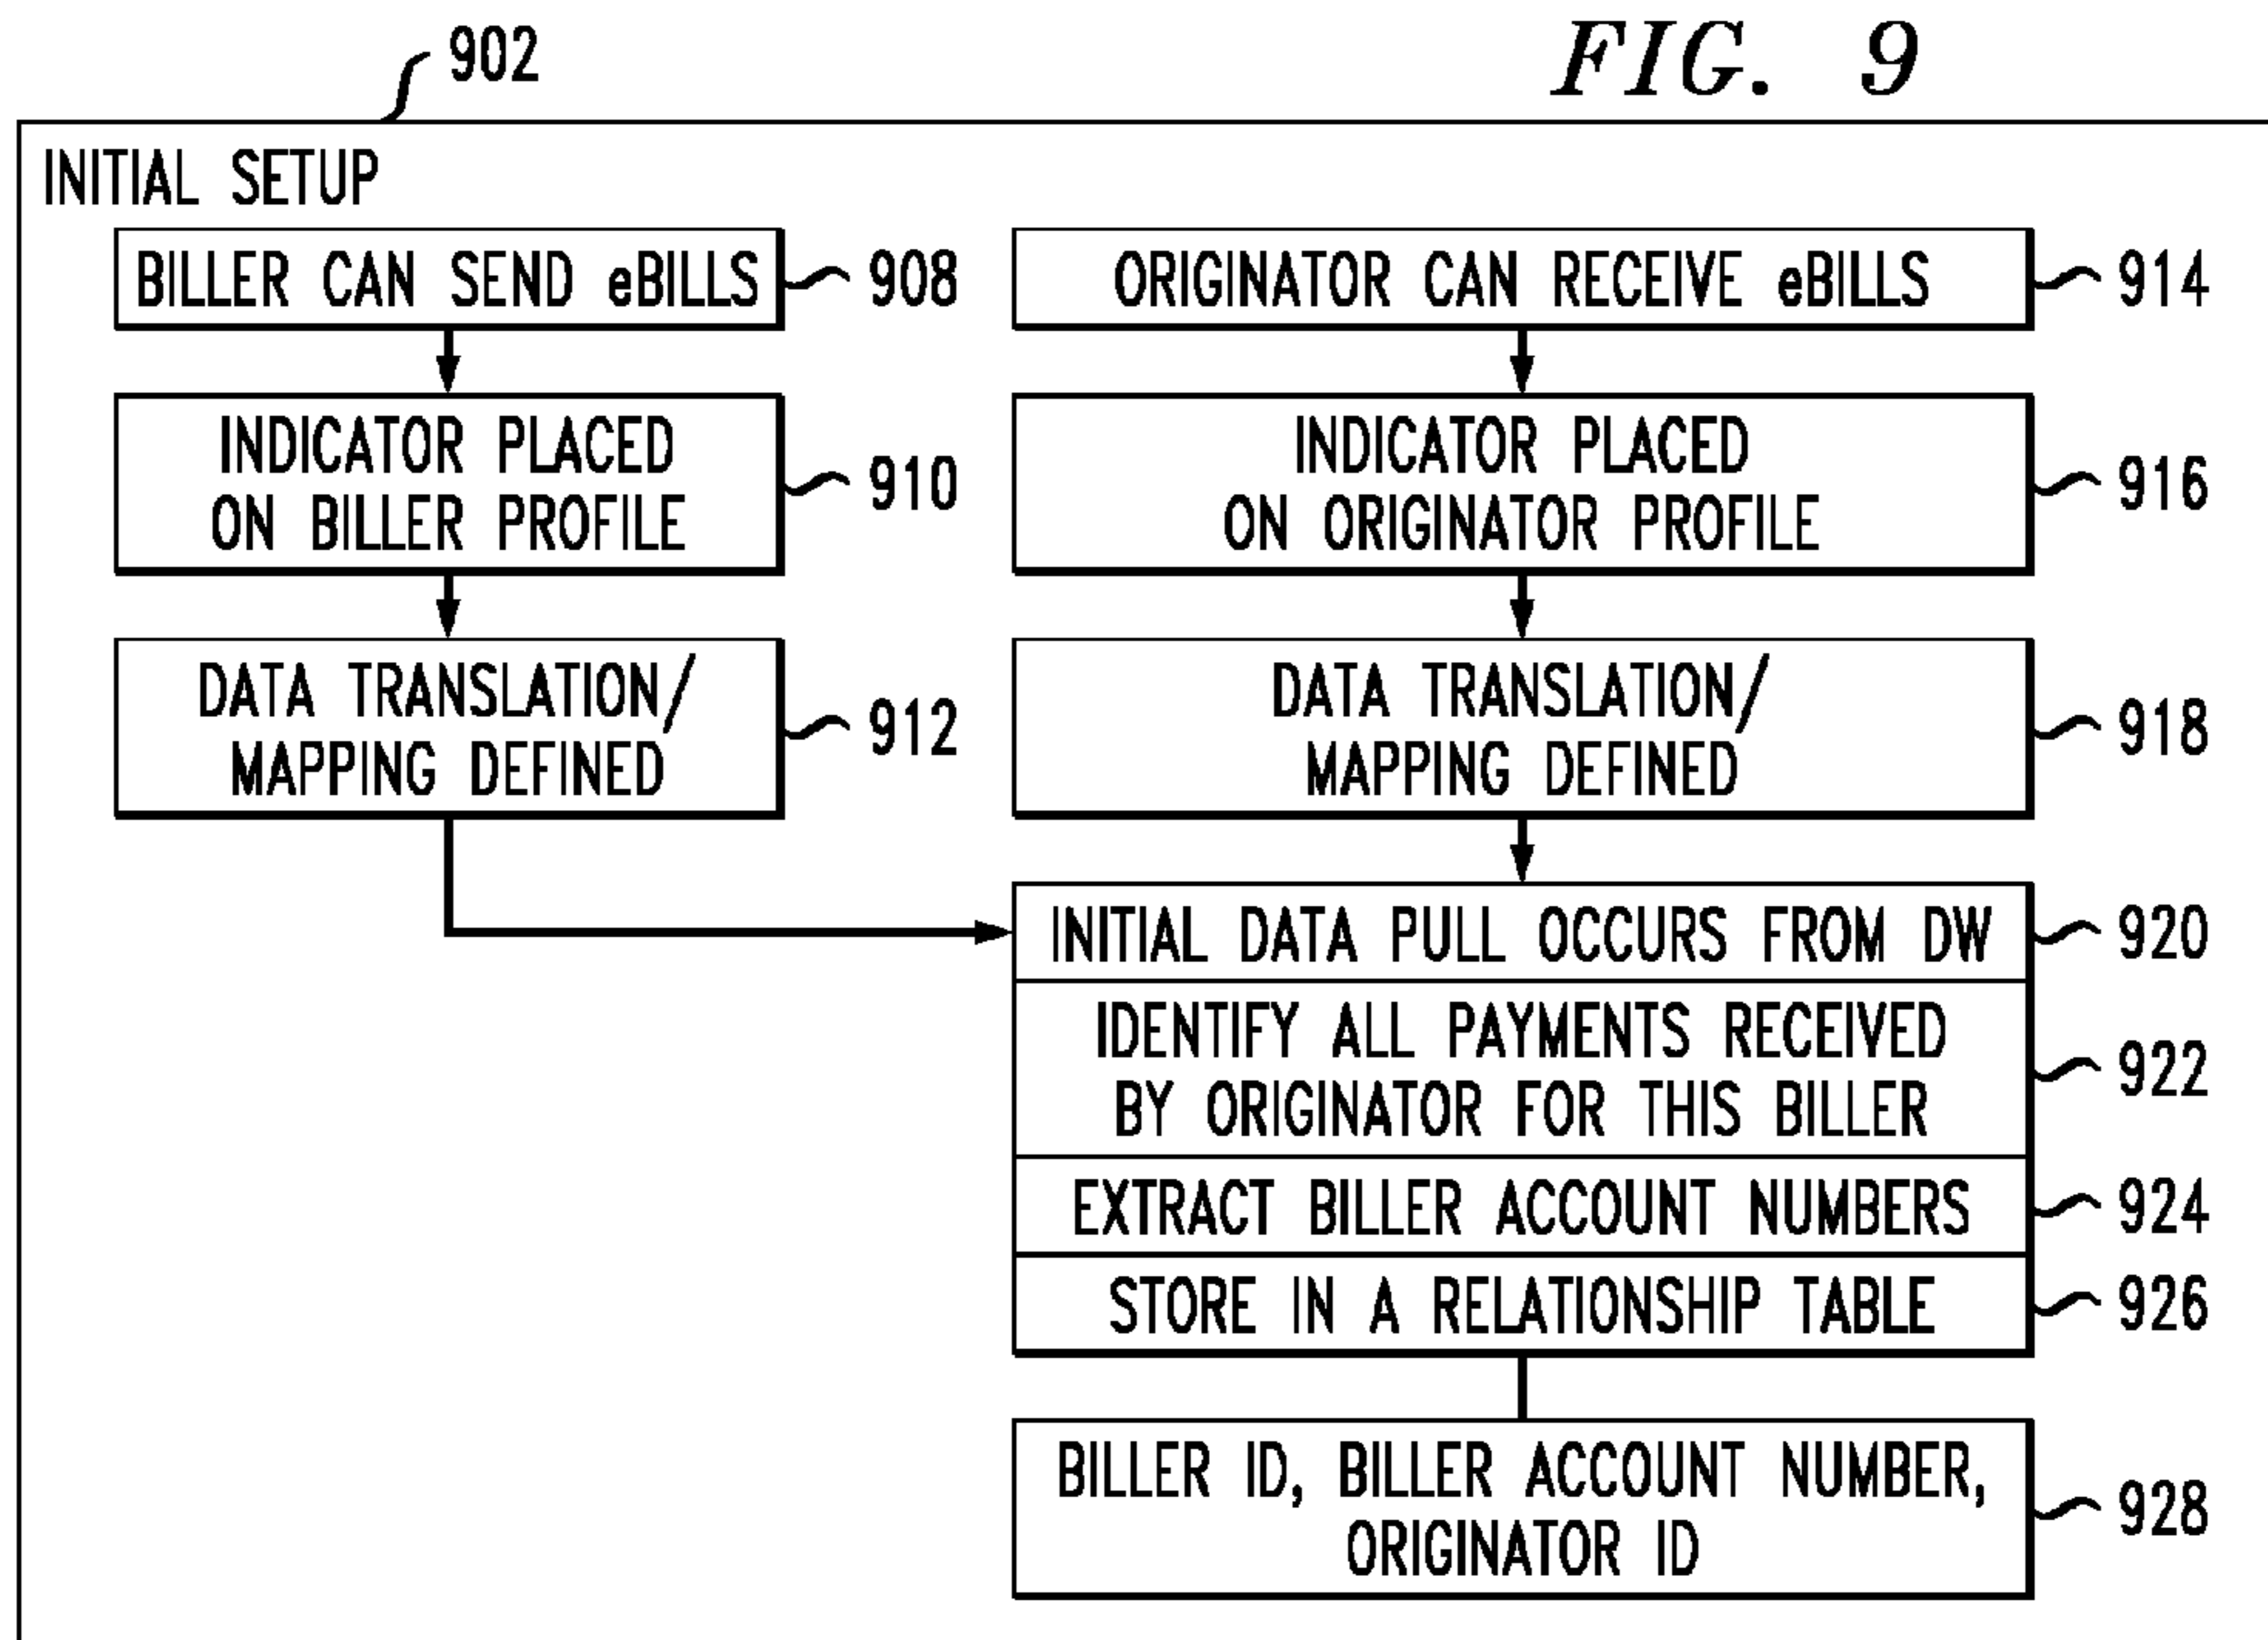 FIG. 9
902
INITIAL SETUP
BILLER CAN SEND eBILLS
908
INDICATOR PLACED
ON BILLER PROFILE
910
DATA TRANSLATION/
MAPPING DEFINED
912
ORIGINATOR CAN RECEIVE eBILLS
914
INDICATOR PLACED
ON ORIGINATOR PROFILE
916
DATA TRANSLATION/
MAPPING DEFINED
918
INITIAL DATA PULL OCCURS FROM DW
920
IDENTIFY ALL PAYMENTS RECEIVED
BY ORIGINATOR FOR THIS BILLER
922
EXTRACT BILLER ACCOUNT NUMBERS
924
STORE IN A RELATIONSHIP TABLE
926
BILLER ID, BILLER ACCOUNT NUMBER,
ORIGINATOR ID
928